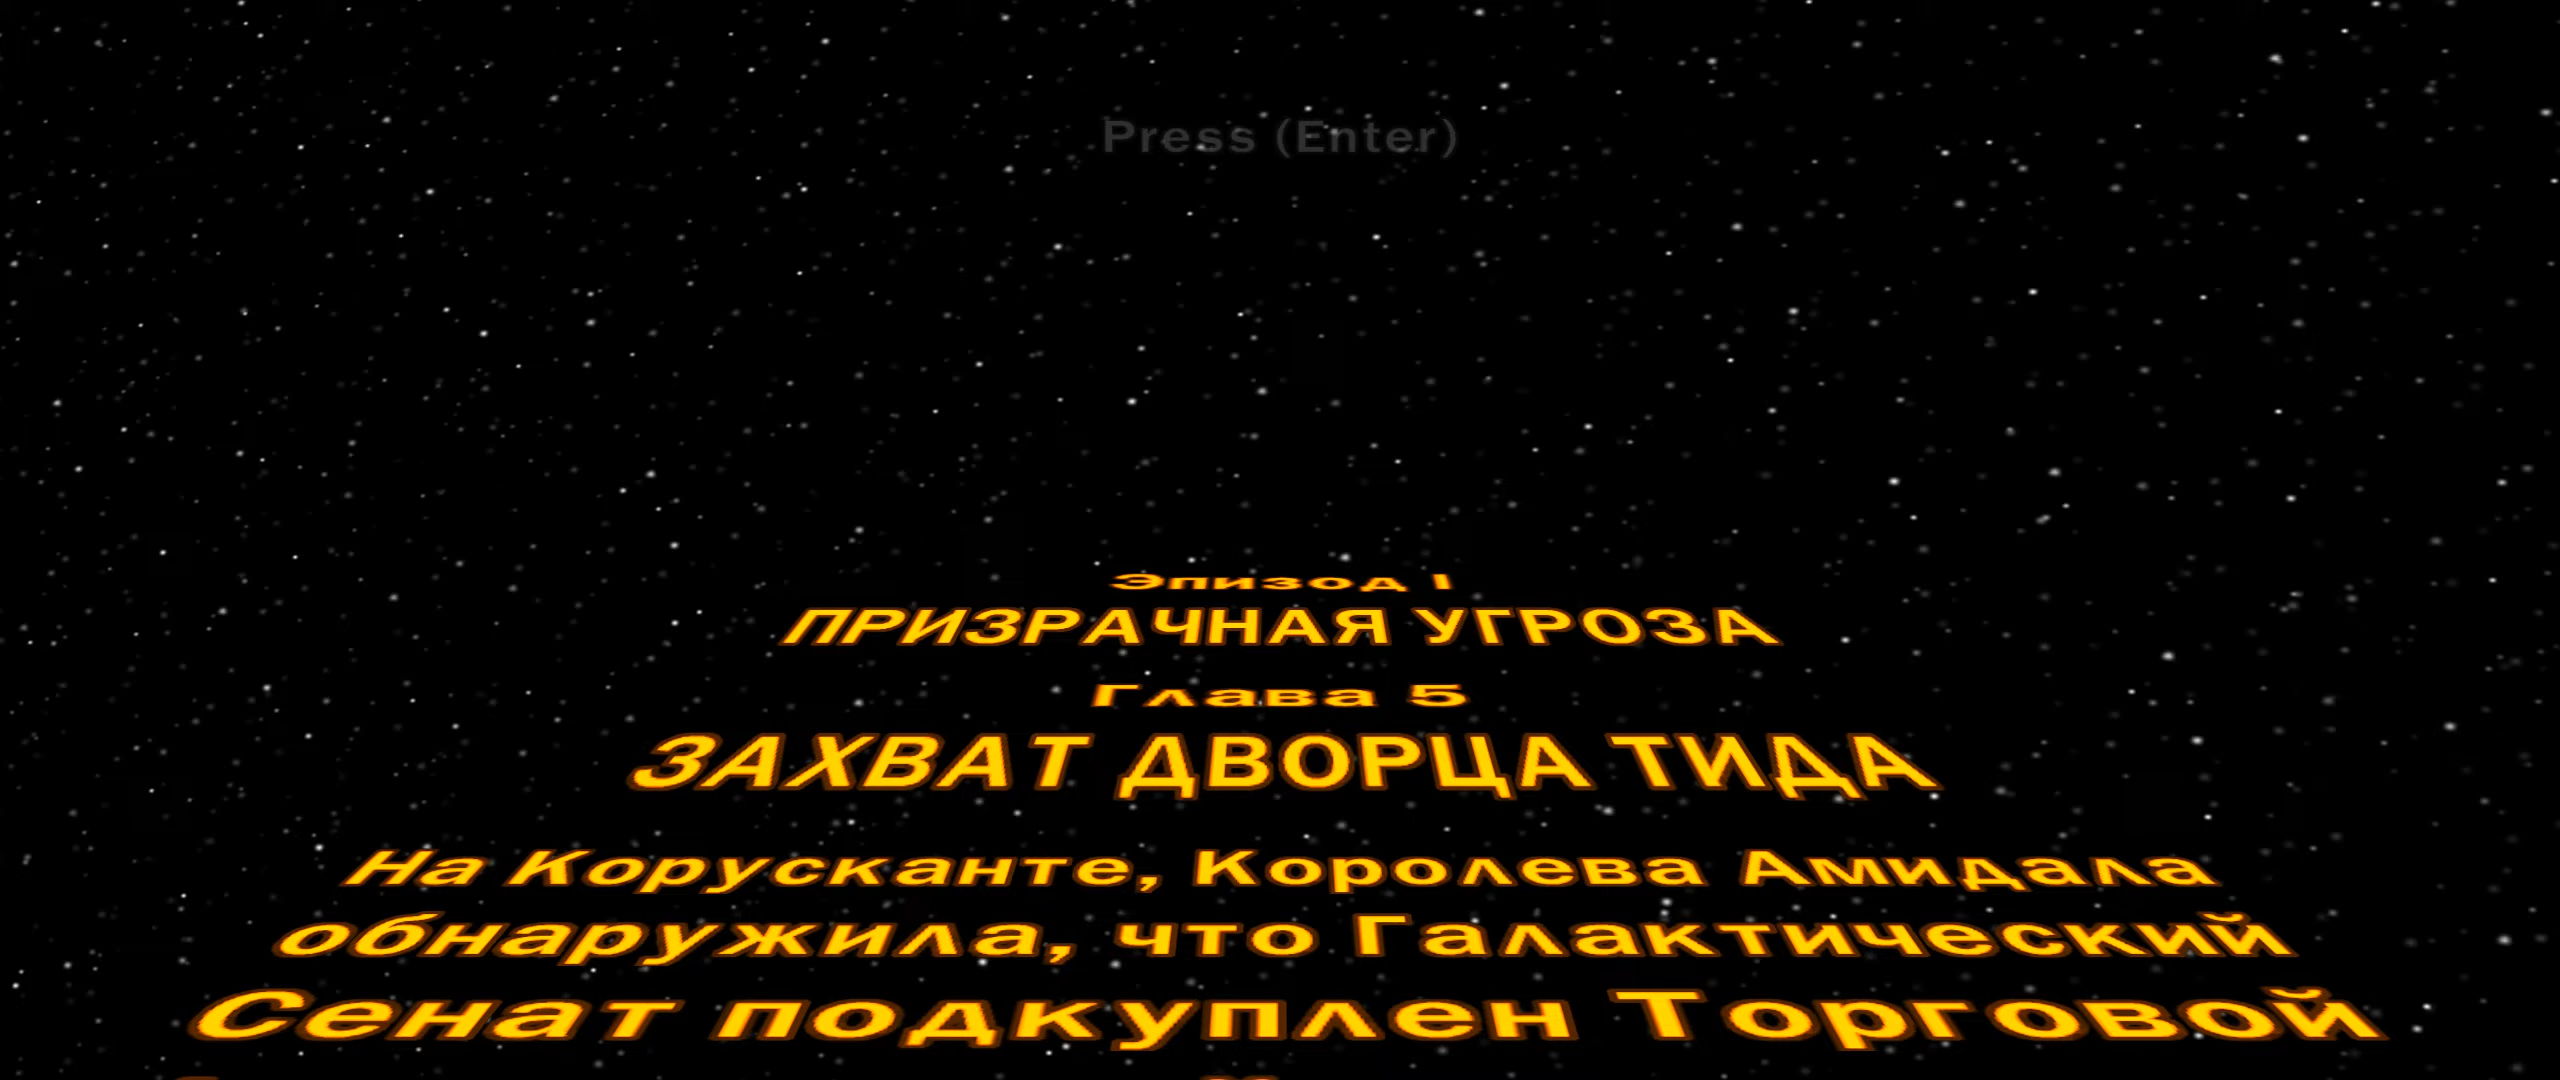 Press (Enter)
Эпизод I
ПРИЗРАЧНАЯ УГРОЗА
Глава 5
ЗАХВАТ ДВОРЦА ТИДА
На Корусканте, Королева Амидала
обнаружила, что Галактический
Сенат подкуплен Торговой